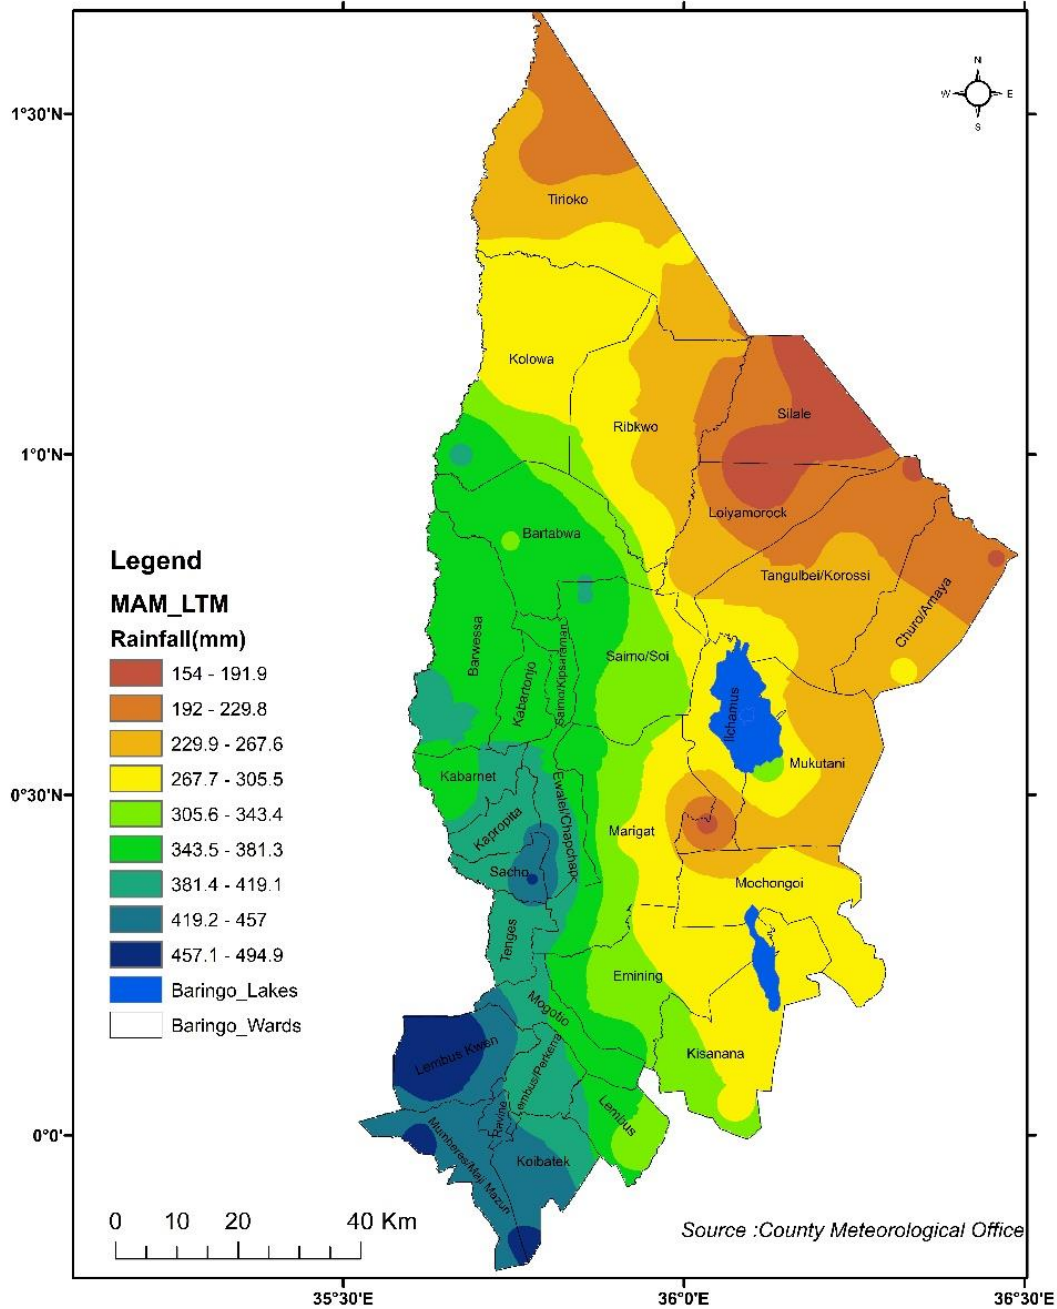 N
W E
S
1°30'N
Tirioko
Kolowa
Silale
Ribkwo
1°0'N
Loiyamorock
Bartabwa
Tangulbei/Korossi
Churo/Amaya
Barwessa
Saimo/Kipsaraman
Saimo/Soi
Kabartonjo
Ilchamus
Mukutani
Kabarnet
0°30'N
Ewalel/Chapchap
Kapropita
Marigat
Sacho
Mochongoi
Tenges
Emining
Mogotio
Kisanana
Lembus Kwen
Lembus/Perkerra
Ravine
Lembus
0°0'
Mumberes/Maji Mazuri
Koibatek
Legend
MAM_LTM
Rainfall(mm)
154 - 191.9
192 - 229.8
229.9 - 267.6
267.7 - 305.5
305.6 - 343.4
343.5 - 381.3
381.4 - 419.1
419.2 - 457
457.1 - 494.9
Baringo_Lakes
Baringo_Wards
0 10 20 40 Km
Source :County Meteorological Office
35°30'E 36°0'E 36°30'E